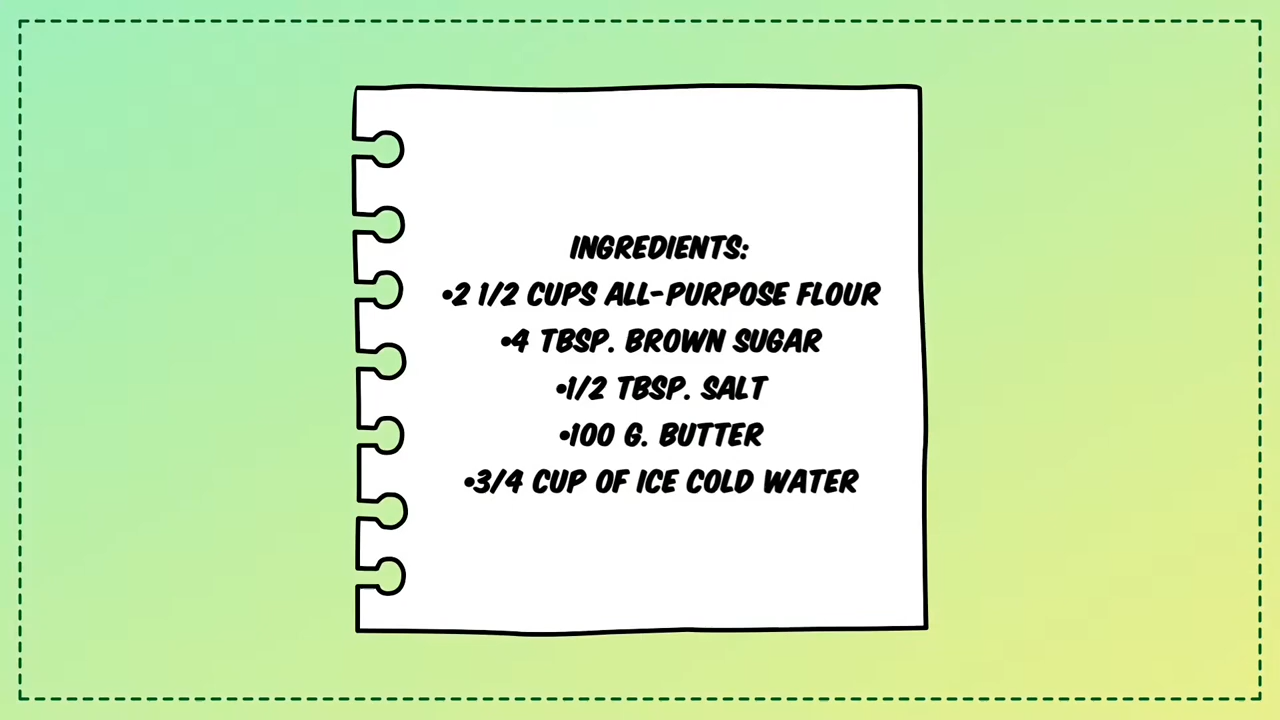 INGREDIENTS:
•2 1/2 CUPS ALL-PURPOSE FLOUR
•4 TBSP. BROWN SUGAR
•1/2 TBSP. SALT
•100 G. BUTTER
•3/4 CUP OF ICE COLD WATER